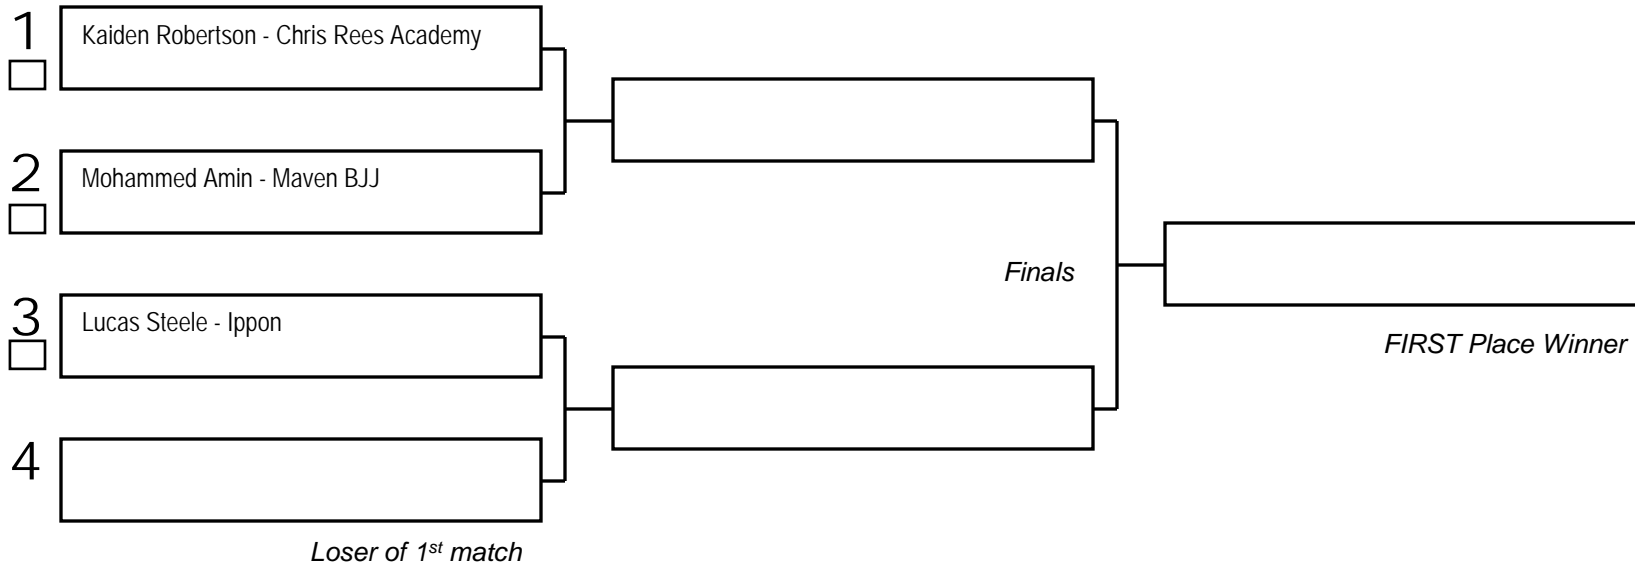 1
Kaiden Robertson - Chris Rees Academy
2
Mohammed Amin - Maven BJJ
Finals
3
Lucas Steele - Ippon
FIRST Place Winner
4
Loser of 1st match